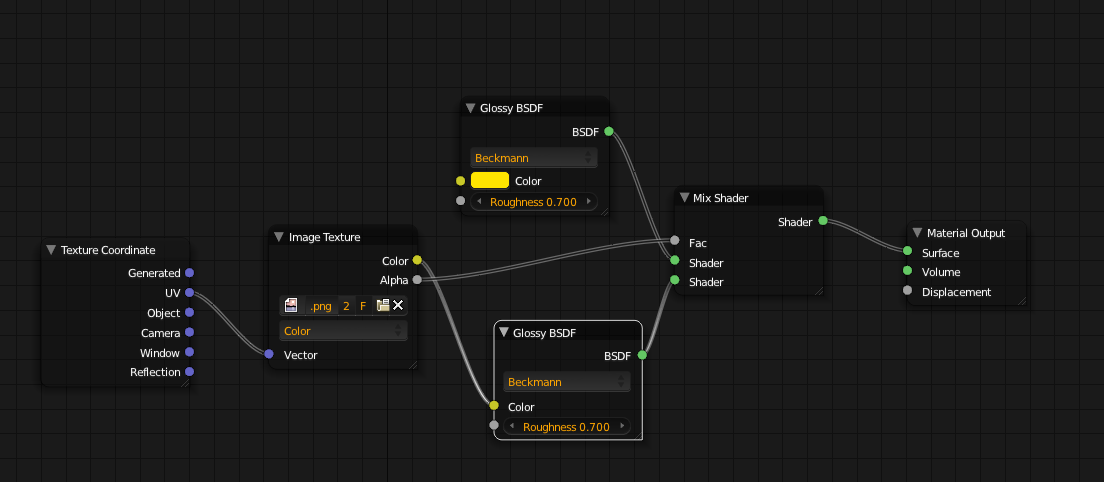 Texture Coordinate
Generated
UV
Object
Camera
Window
Reflection
Image Texture
Color
Alpha
.png 2 F
Color
Vector
Glossy BSDF
BSDF
Beckmann
Color
Roughness 0.700
Glossy BSDF
BSDF
Beckmann
Color
Roughness 0.700
Mix Shader
Shader
Fac
Shader
Shader
Material Output
Surface
Volume
Displacement